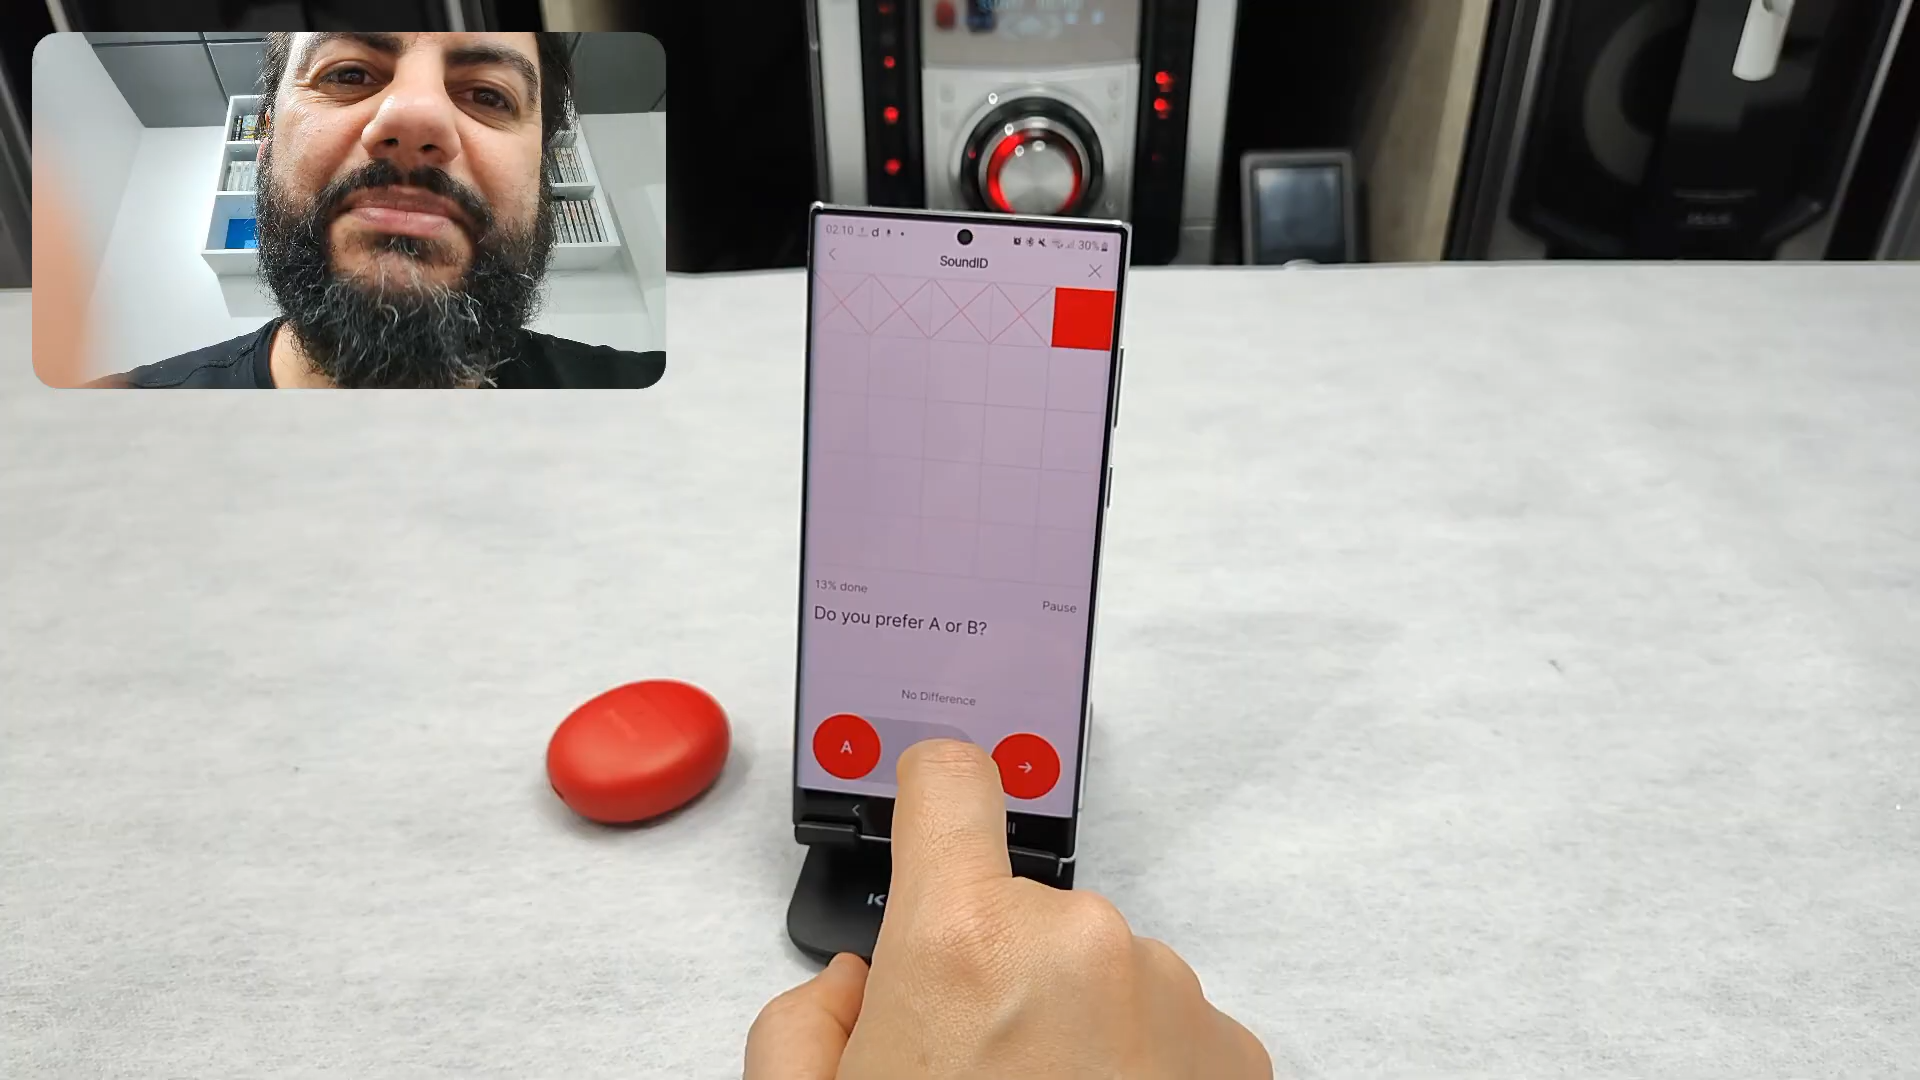 02.10
30%
SoundID
13% done
Pause
Do you prefer A or B?
No Difference
A